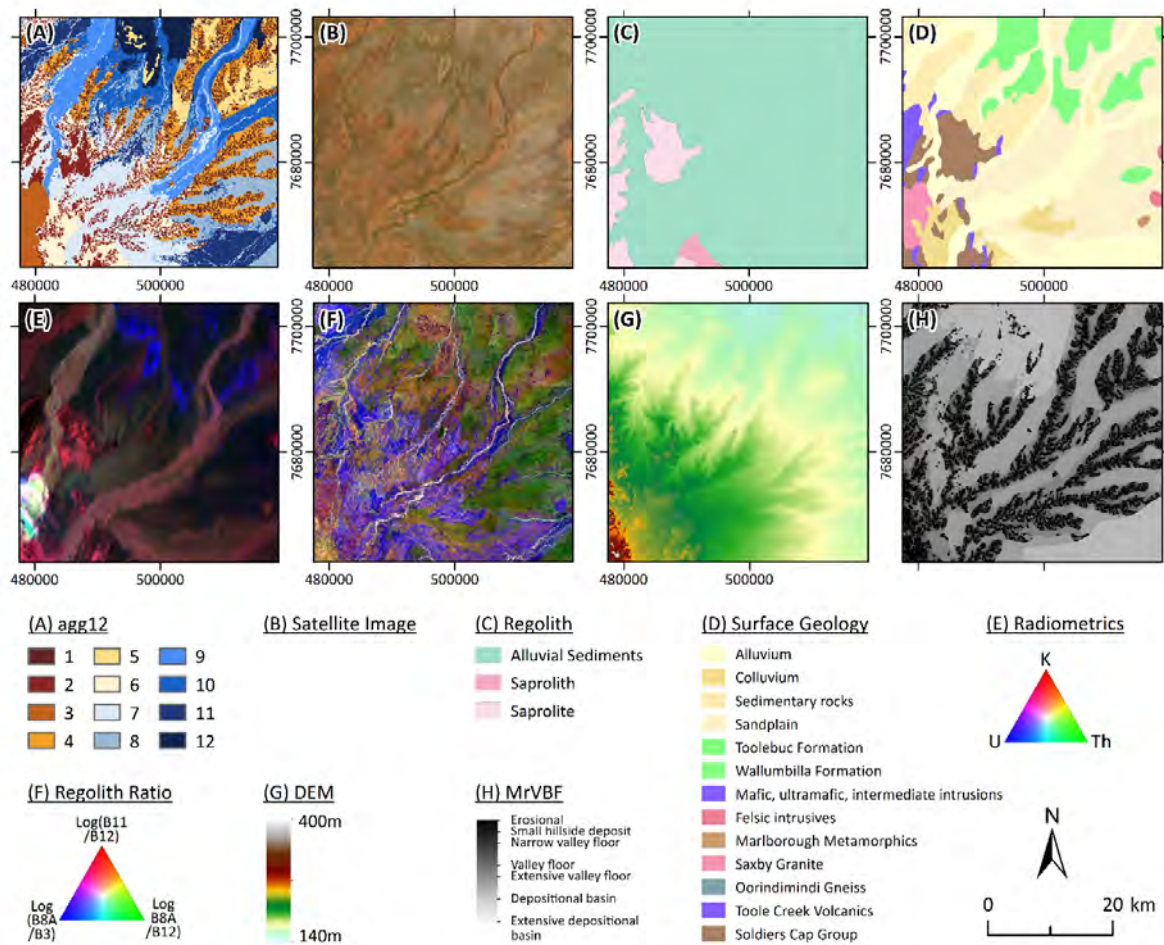 (A)
(B)
(C)
(D)
7700000
7680000
480000 500000
480000 500000
480000 500000
480000 500000
7700000
7680000
(E)
(F)
(G)
(H)
7700000
7680000
480000 500000
480000 500000
480000 500000
480000 500000
7700000
7680000
(A) agg12
1 5 9
2 6 10
3 7 11
4 8 12
(B) Satellite Image
(C) Regolith
Alluvial Sediments
Saprolith
Saprolite
(D) Surface Geology
Alluvium
Colluvium
Sedimentary rocks
Sandplain
Toolebuc Formation
Wallumbilla Formation
Mafic, ultramafic, intermediate intrusions
Felsic intrusives
Marlborough Metamorphics
Saxby Granite
Oorindimindi Gneiss
Toole Creek Volcanics
Soldiers Cap Group
(E) Radiometrics
K
U Th
(F) Regolith Ratio
Log(B11
/B12)
Log
(B8A
/B3)
Log
B8A
/B12)
(G) DEM
400m
140m
(H) MrVBF
Erosional
Small hillside deposit
Narrow valley floor
Valley floor
Extensive valley floor
Depositional basin
Extensive depositional
basin
N
0 20 km